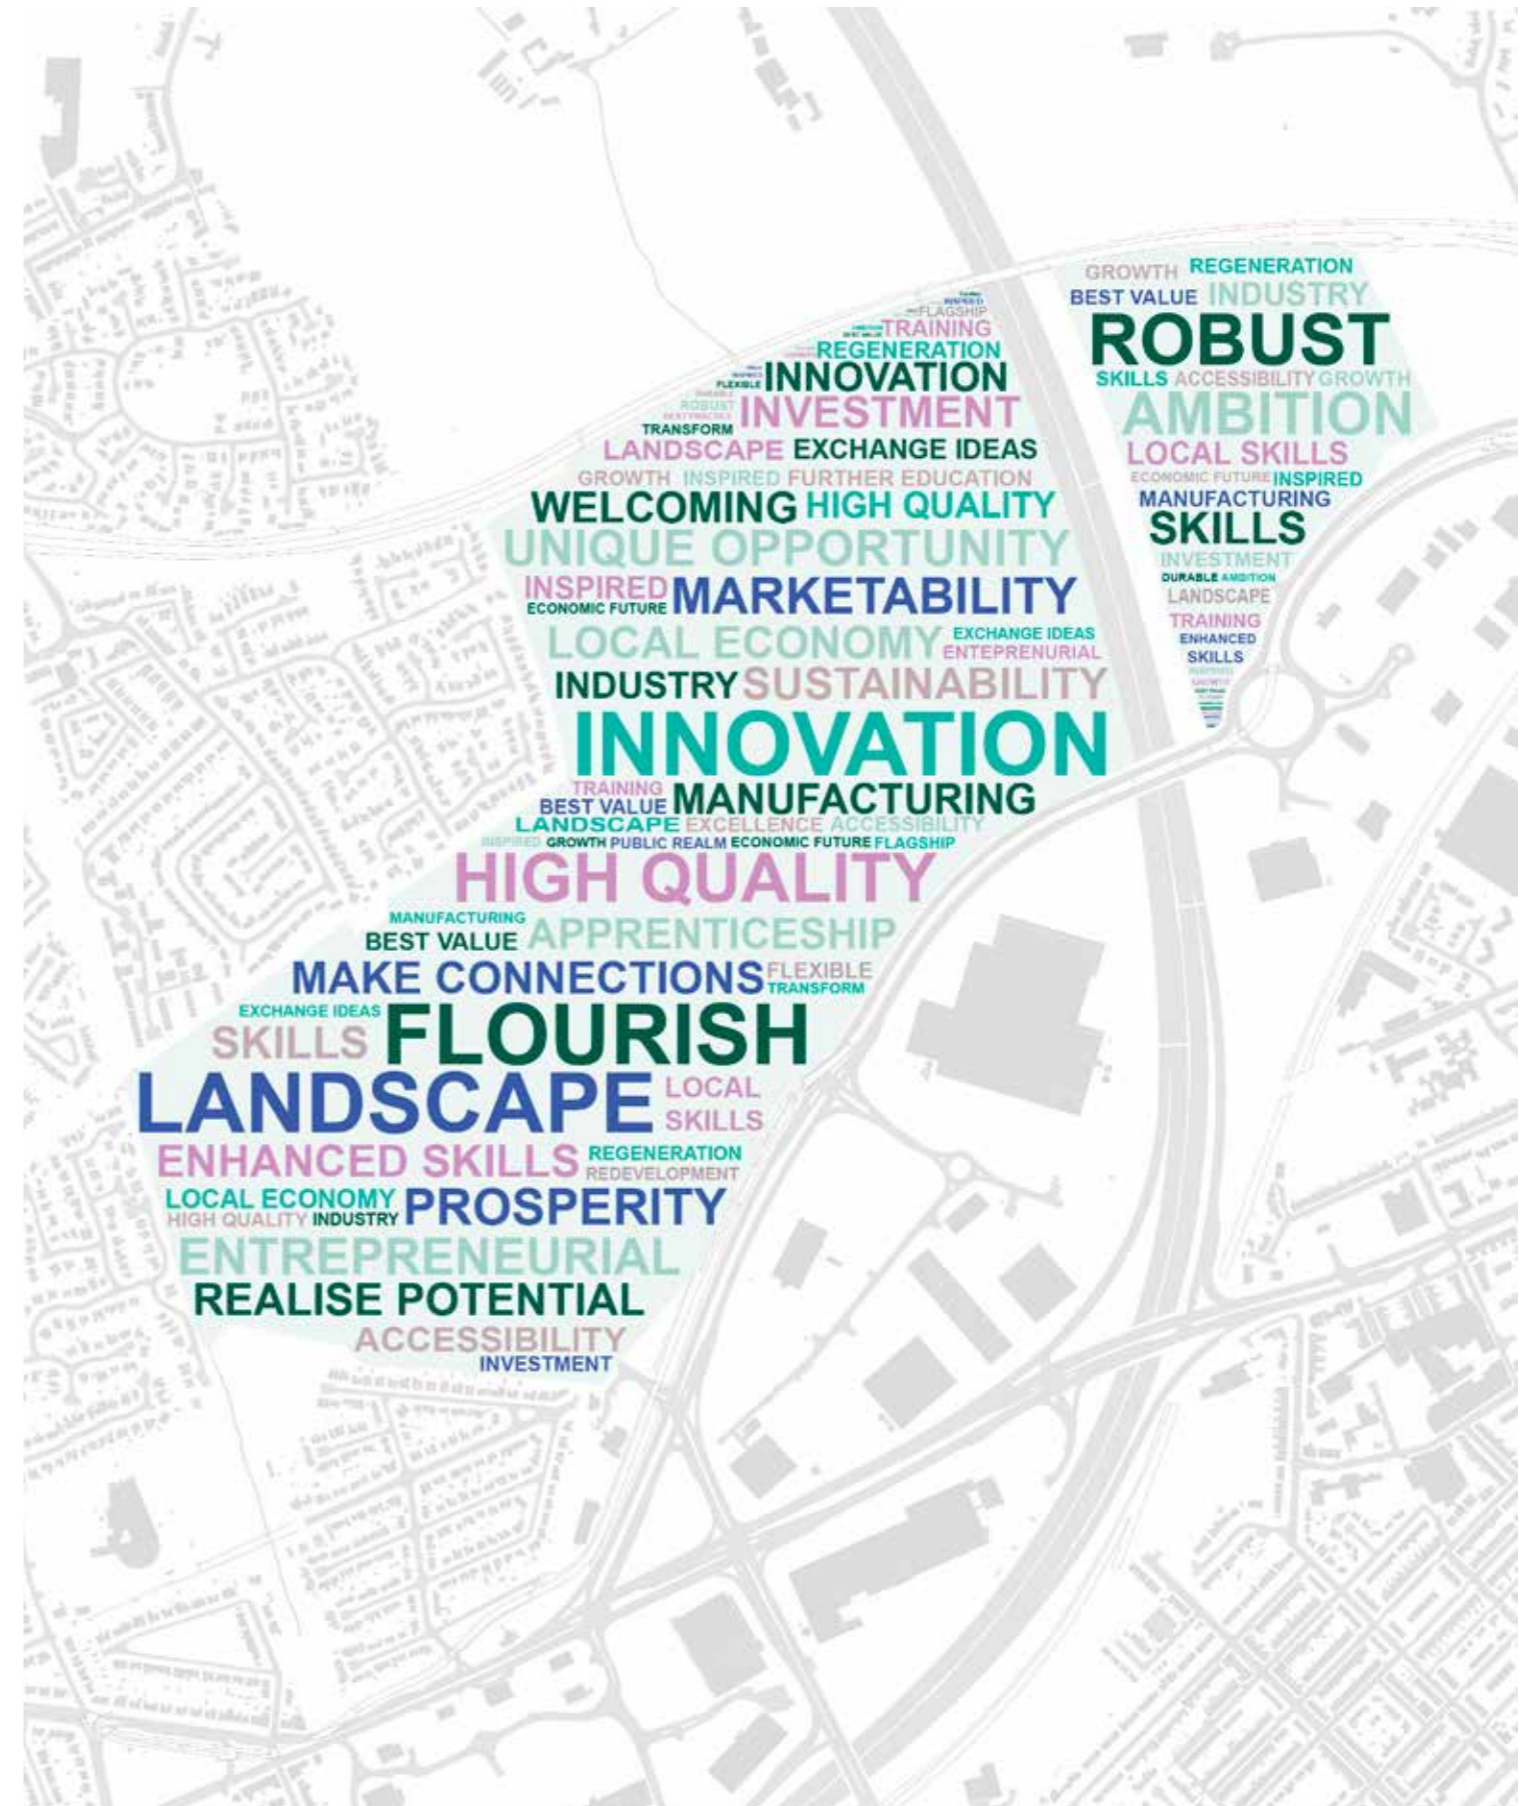 INSPIRED
FLAGSHIP
TRAINING
REGENERATION
INNOVATION
FLEXIBLE
ROBUST INVESTMENT
TRANSFORM
LANDSCAPE EXCHANGE IDEAS
GROWTH INSPIRED FURTHER EDUCATION
WELCOMING HIGH QUALITY
UNIQUE OPPORTUNITY
INSPIRED MARKETABILITY
ECONOMIC FUTURE
LOCAL ECONOMY EXCHANGE IDEAS
ENTEPRENURIAL
INDUSTRY SUSTAINABILITY
INNOVATION
TRAINING
BEST VALUE MANUFACTURING
LANDSCAPE EXCELLENCE ACCESSIBILITY
INSPIRED GROWTH PUBLIC REALM ECONOMIC FUTURE FLAGSHIP
HIGH QUALITY
MANUFACTURING
BEST VALUE APPRENTICESHIP
MAKE CONNECTIONS FLEXIBLE
TRANSFORM
EXCHANGE IDEAS
SKILLS FLOURISH
LANDSCAPE LOCAL
SKILLS
ENHANCED SKILLS REGENERATION
REDEVELOPMENT
LOCAL ECONOMY PROSPERITY
HIGH QUALITY INDUSTRY
ENTREPRENEURIAL
REALISE POTENTIAL
ACCESSIBILITY
INVESTMENT
GROWTH REGENERATION
BEST VALUE INDUSTRY
ROBUST
SKILLS ACCESSIBILITY GROWTH
AMBITION
LOCAL SKILLS
ECONOMIC FUTURE INSPIRED
MANUFACTURING
SKILLS
INVESTMENT
DURABLE AMBITION
LANDSCAPE
TRAINING
ENHANCED
SKILLS
INSPIRED
GROWTH